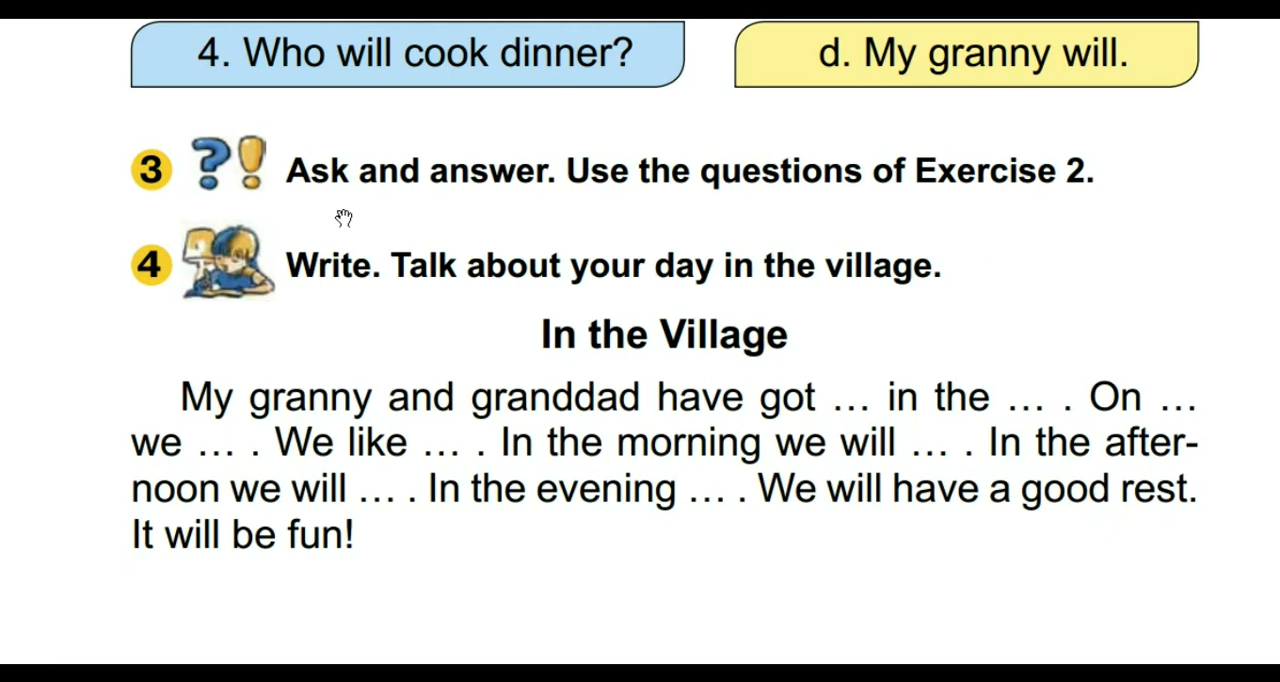 4. Who will cook dinner?
d. My granny will.
3 ?! Ask and answer. Use the questions of Exercise 2.
4 Write. Talk about your day in the village.
In the Village
My granny and granddad have got ... in the ... . On ...
we ... . We like ... . In the morning we will ... . In the after-
noon we will ... . In the evening ... . We will have a good rest.
It will be fun!